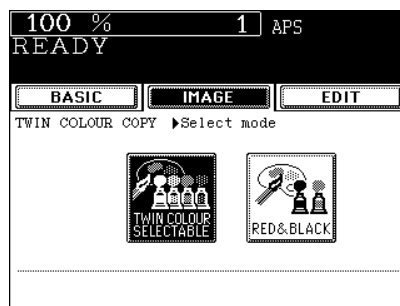 100 % 1 APS
READY
BASIC IMAGE EDIT
TWIN COLOUR COPY ▶Select mode
TWIN COLOUR
SELECTABLE
RED&BLACK